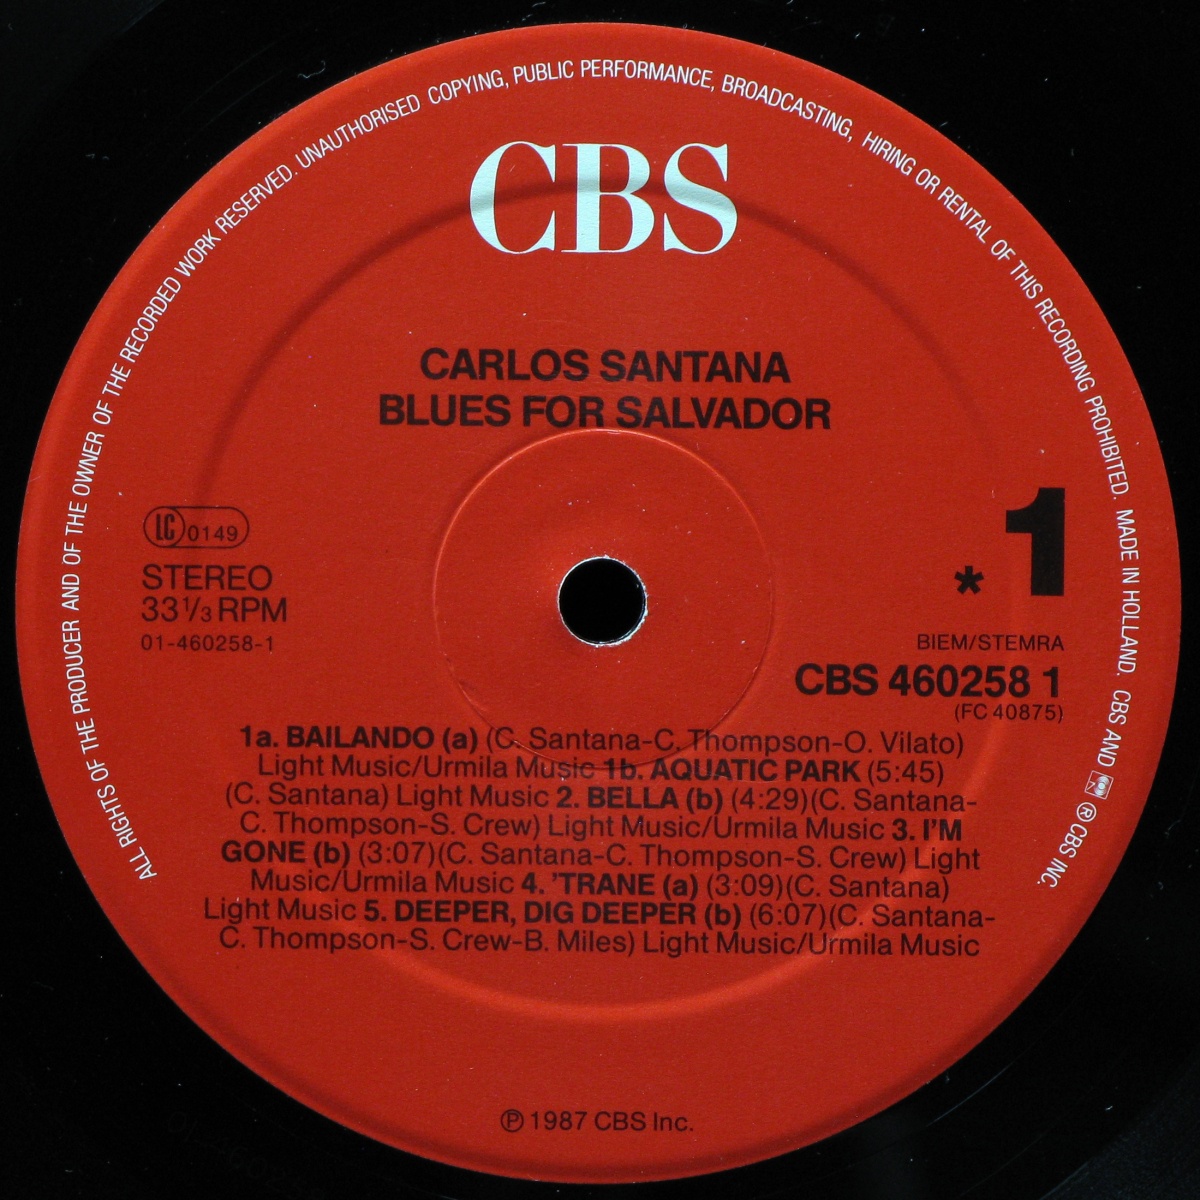 ALL RIGHTS OF THE PRODUCER AND OF THE OWNER OF THE RECORDED WORK RESERVED. UNAUTHORISED COPYING, PUBLIC PERFORMANCE, BROADCASTING, HIRING OR RENTAL OF THIS RECORDING PROHIBITED. MADE IN HOLLAND. CBS AND ® CBS INC.
CBS
CARLOS SANTANA
BLUES FOR SALVADOR
LC 0149
STEREO
33 1/3 RPM
01-460258-1
* 1
BIEM/STEMRA
CBS 460258 1
(FC 40875)
1a. BAILANDO (a) (C. Santana-C. Thompson-O. Vilato)
Light Music/Urmila Music 1b. AQUATIC PARK (5:45)
(C. Santana) Light Music 2. BELLA (b) (4:29)(C. Santana-
C. Thompson-S. Crew) Light Music/Urmila Music 3. I'M
GONE (b) (3:07)(C. Santana-C. Thompson-S. Crew) Light
Music/Urmila Music 4. 'TRANE (a) (3:09)(C. Santana)
Light Music 5. DEEPER, DIG DEEPER (b) (6:07)(C. Santana-
C. Thompson-S. Crew-B. Miles) Light Music/Urmila Music
℗ 1987 CBS Inc.